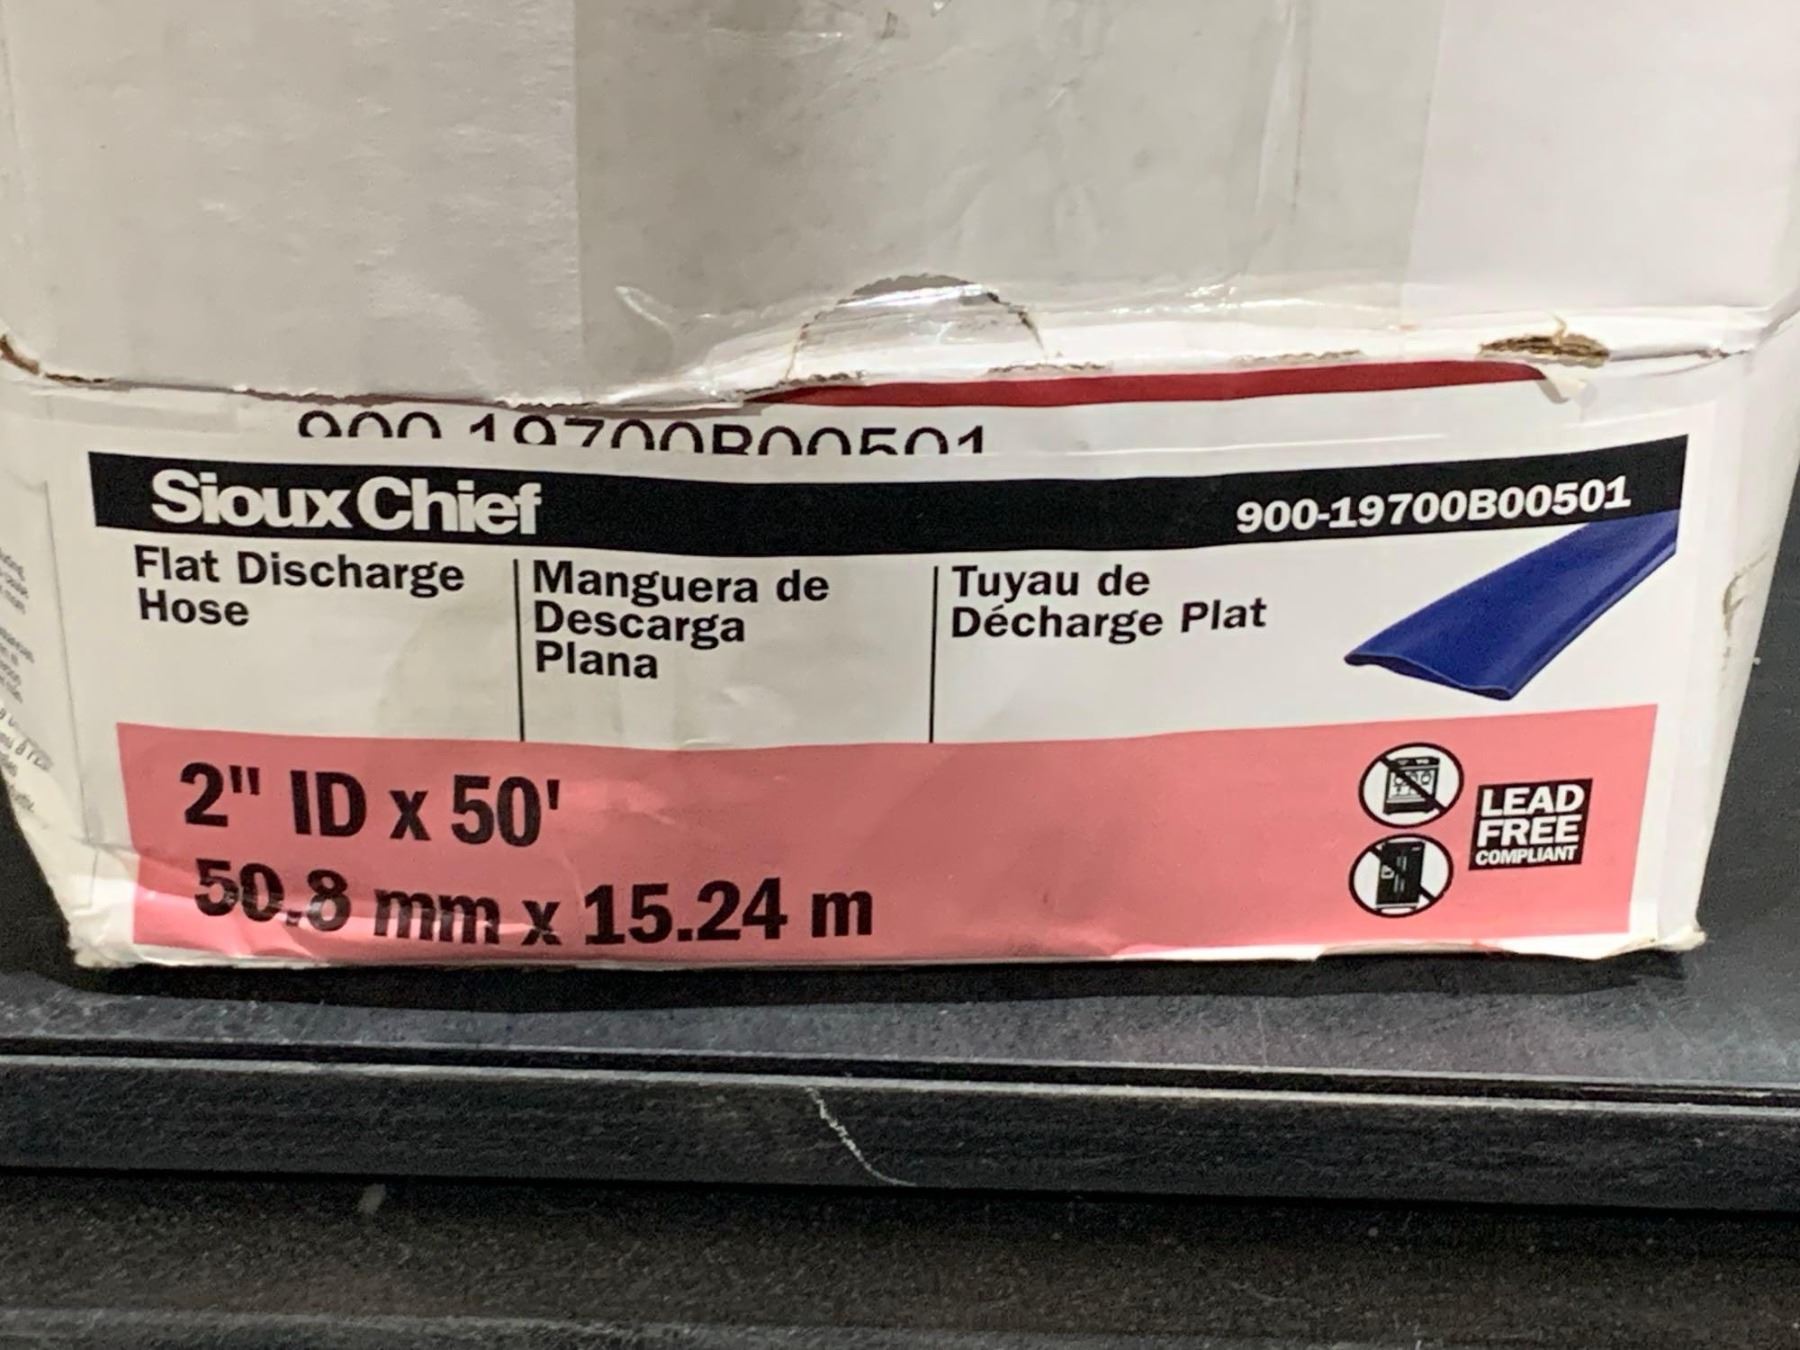 900-19700B00501
Sioux Chief
900-19700B00501
Flat Discharge
Hose
Manguera de
Descarga
Plana
Tuyau de
Décharge Plat
2" ID x 50'
50.8 mm x 15.24 m
LEAD
FREE
COMPLIANT